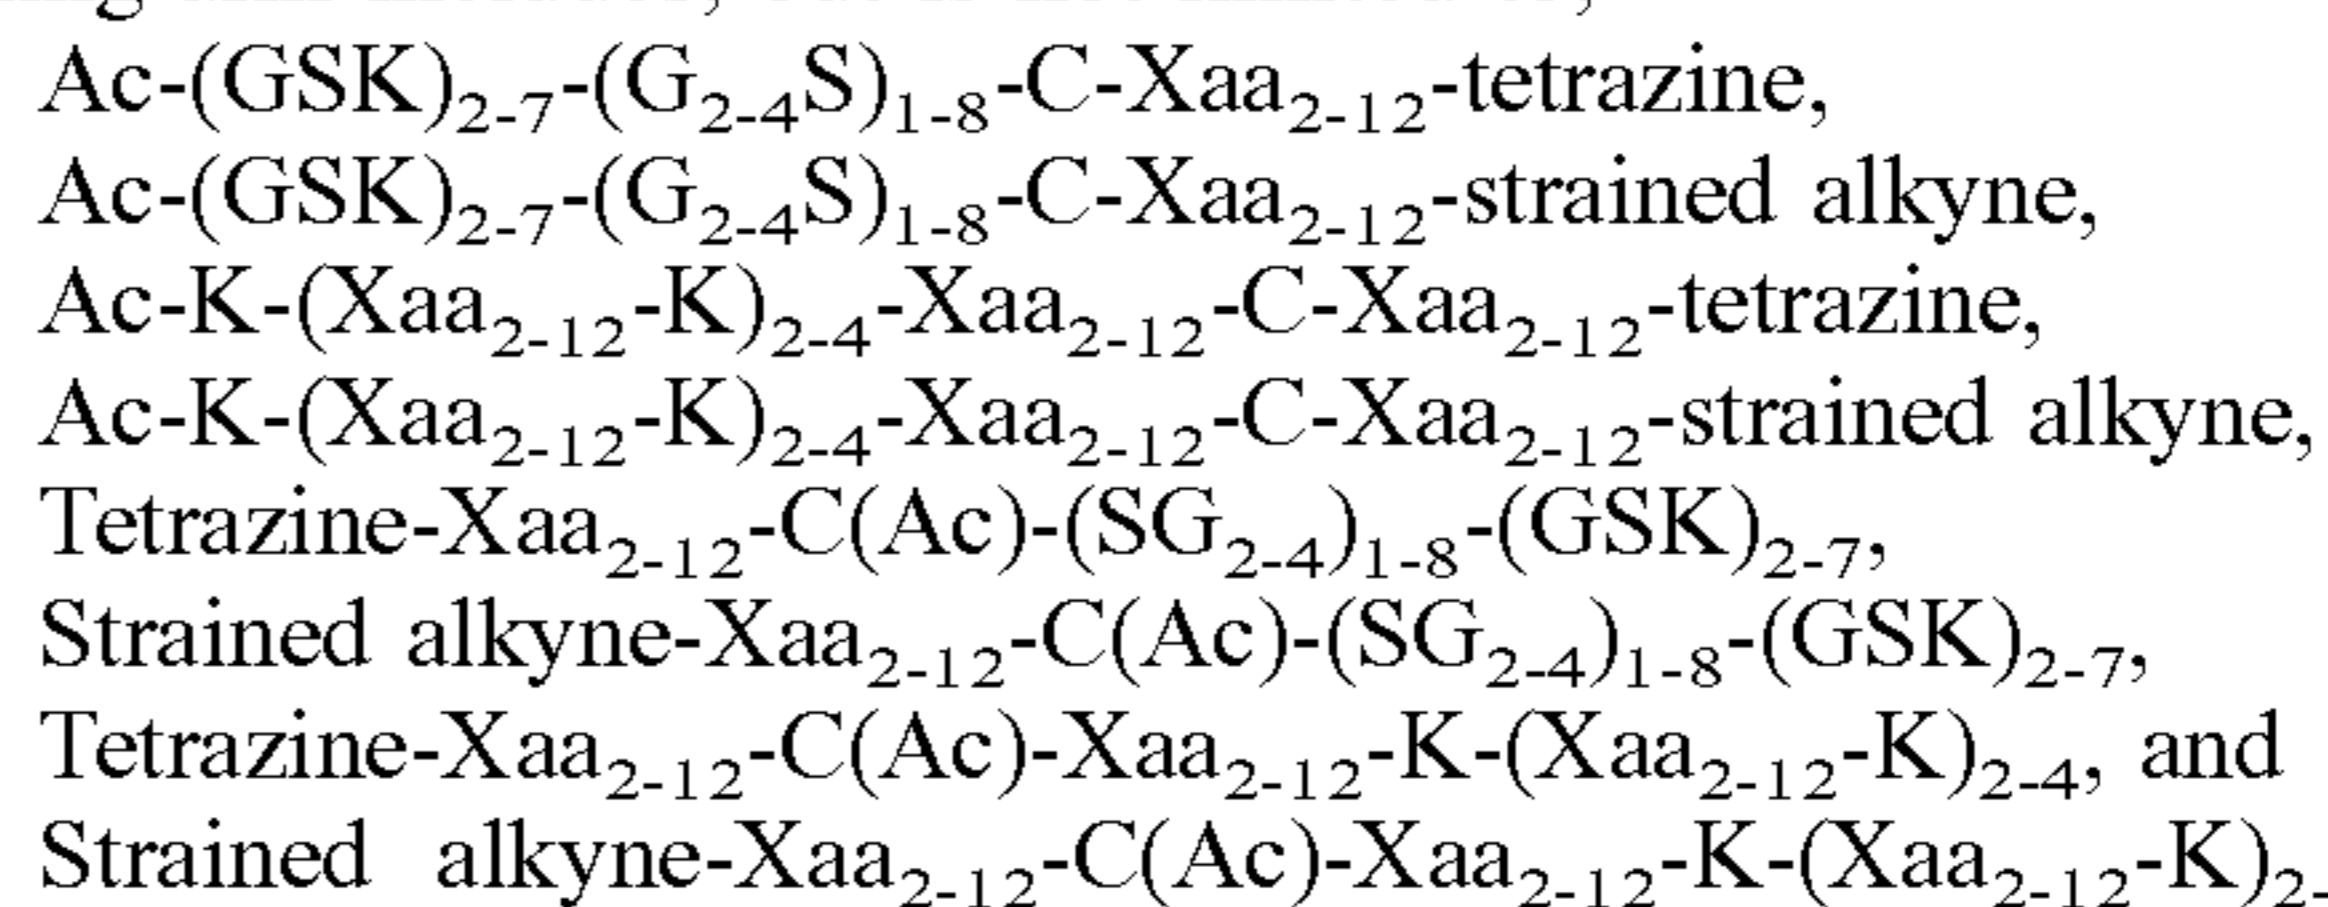 Ac-(GSK)₂₋₇-(G₂₋₄S)₁₋₈-C-Xaa₂₋₁₂-tetrazine,
Ac-(GSK)₂₋₇-(G₂₋₄S)₁₋₈-C-Xaa₂₋₁₂-strained alkyne,
Ac-K-(Xaa₂₋₁₂-K)₂₋₄-Xaa₂₋₁₂-C-Xaa₂₋₁₂-tetrazine,
Ac-K-(Xaa₂₋₁₂-K)₂₋₄-Xaa₂₋₁₂-C-Xaa₂₋₁₂-strained alkyne,
Tetrazine-Xaa₂₋₁₂-C(Ac)-(SG₂₋₄)₁₋₈-(GSK)₂₋₇,
Strained alkyne-Xaa₂₋₁₂-C(Ac)-(SG₂₋₄)₁₋₈-(GSK)₂₋₇,
Tetrazine-Xaa₂₋₁₂-C(Ac)-Xaa₂₋₁₂-K-(Xaa₂₋₁₂-K)₂₋₄, and
Strained alkyne-Xaa₂₋₁₂-C(Ac)-Xaa₂₋₁₂-K-(Xaa₂₋₁₂-K)₂₋